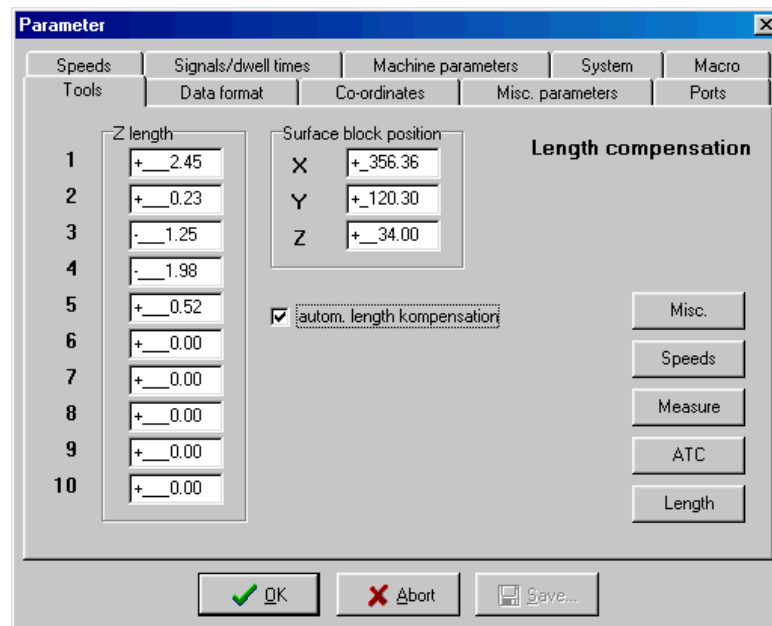 Parameter
Speeds Signals/dwell times Machine parameters System Macro
Tools Data format Co-ordinates Misc. parameters Ports
Z length
1 +___2.45
2 +___0.23
3 -___1.25
4 -___1.98
5 +___0.52
6 +___0.00
7 +___0.00
8 +___0.00
9 +___0.00
10 +___0.00
Surface block position
X +_356.36
Y +_120.30
Z +__34.00
autom. length kompensation
Length compensation
Misc.
Speeds
Measure
ATC
Length
OK Abort Save...